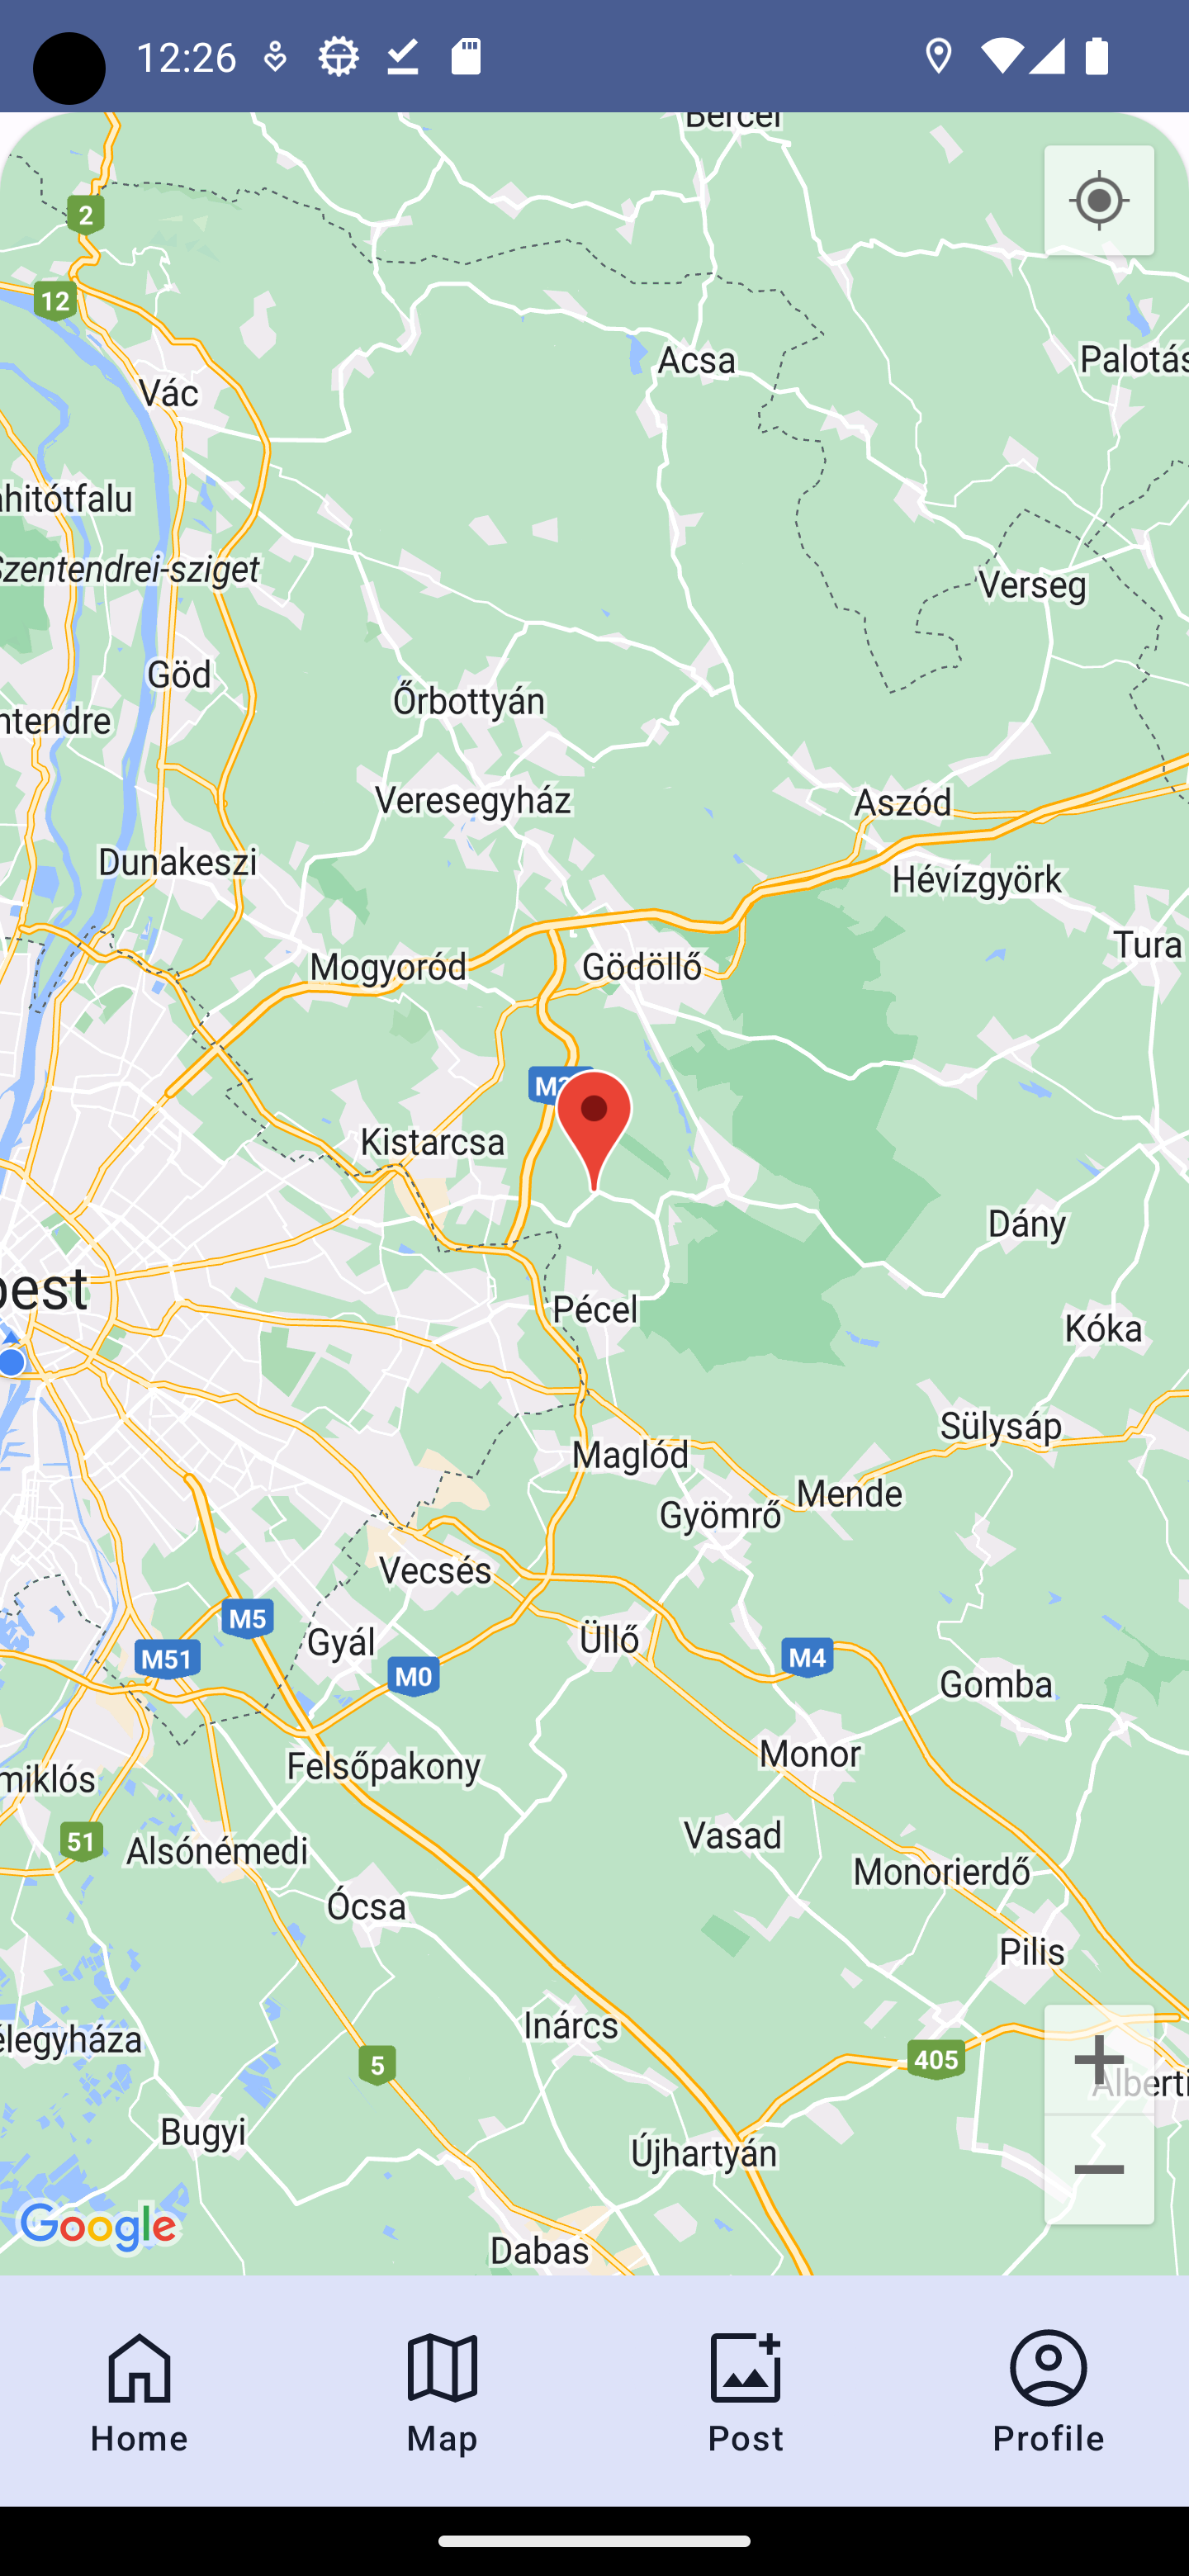 12:26
Bercel
2
12
Acsa
Palotás
Vác
ahitótfalu
Szentendrei-sziget
Verseg
Göd
Őrbottyán
ntendre
Veresegyház
Aszód
Dunakeszi
Hévízgyörk
Tura
Mogyoród
Gödöllő
Kistarcsa
Dány
pest
Pécel
Kóka
Sülysáp
Maglód
Mende
Gyömrő
Vecsés
M5
Gyál
Üllő
M51
M4
M0
Gomba
Monor
Felsőpakony
miklós
Vasad
51
Alsónémedi
Monorierdő
Ócsa
Pilis
Inárcs
élegyháza
5
405
Alberti
Bugyi
Újhartyán
Google
Dabas
Home
Map
Post
Profile